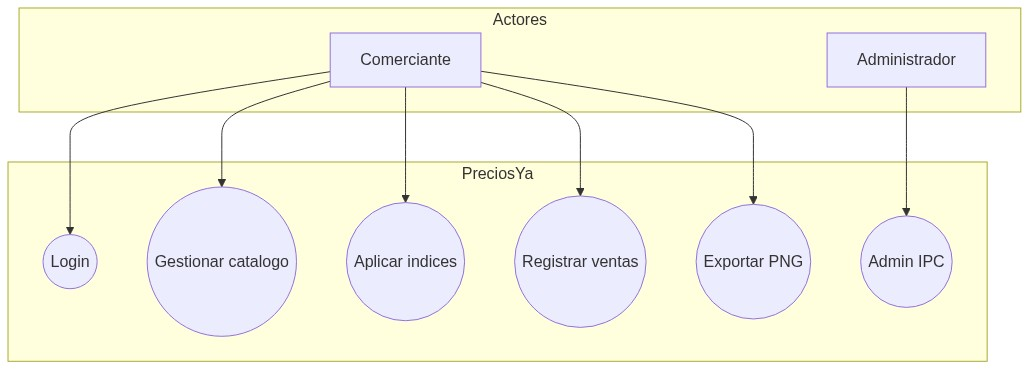 Actores
Comerciante
Administrador
PreciosYa
Login
Gestionar catalogo
Aplicar indices
Registrar ventas
Exportar PNG
Admin IPC